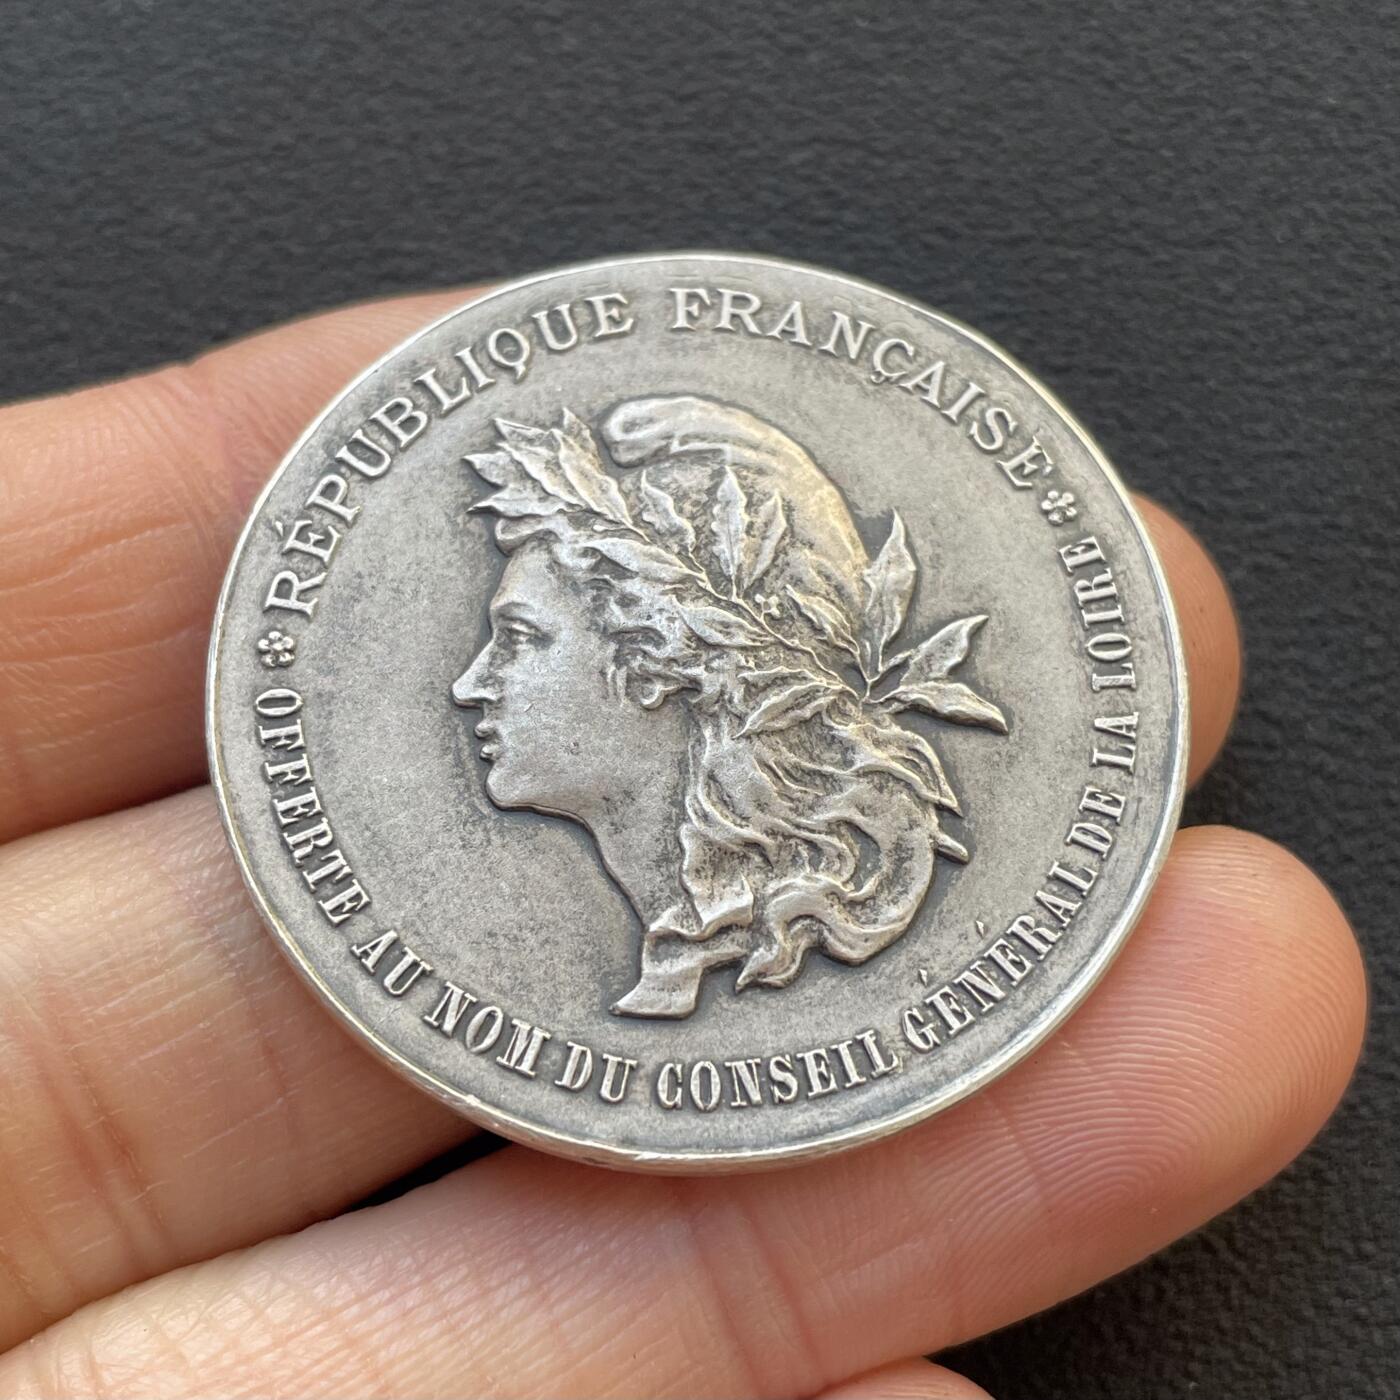 RÉPUBLIQUE FRANÇAISE
OFFERTE AU NOM DU CONSEIL GÉNÉRAL DE LA LOIRE